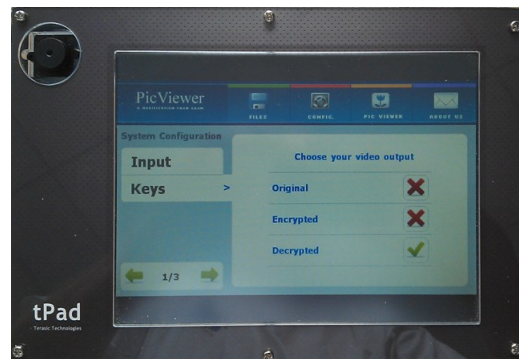 PicViewer
FILES
CONFIG.
PIC VIEWER
ABOUT US
System Configuration
Input
Keys >
1/3
Choose your video output
Original
Encrypted
Decrypted
tPad
Terasic Technologies